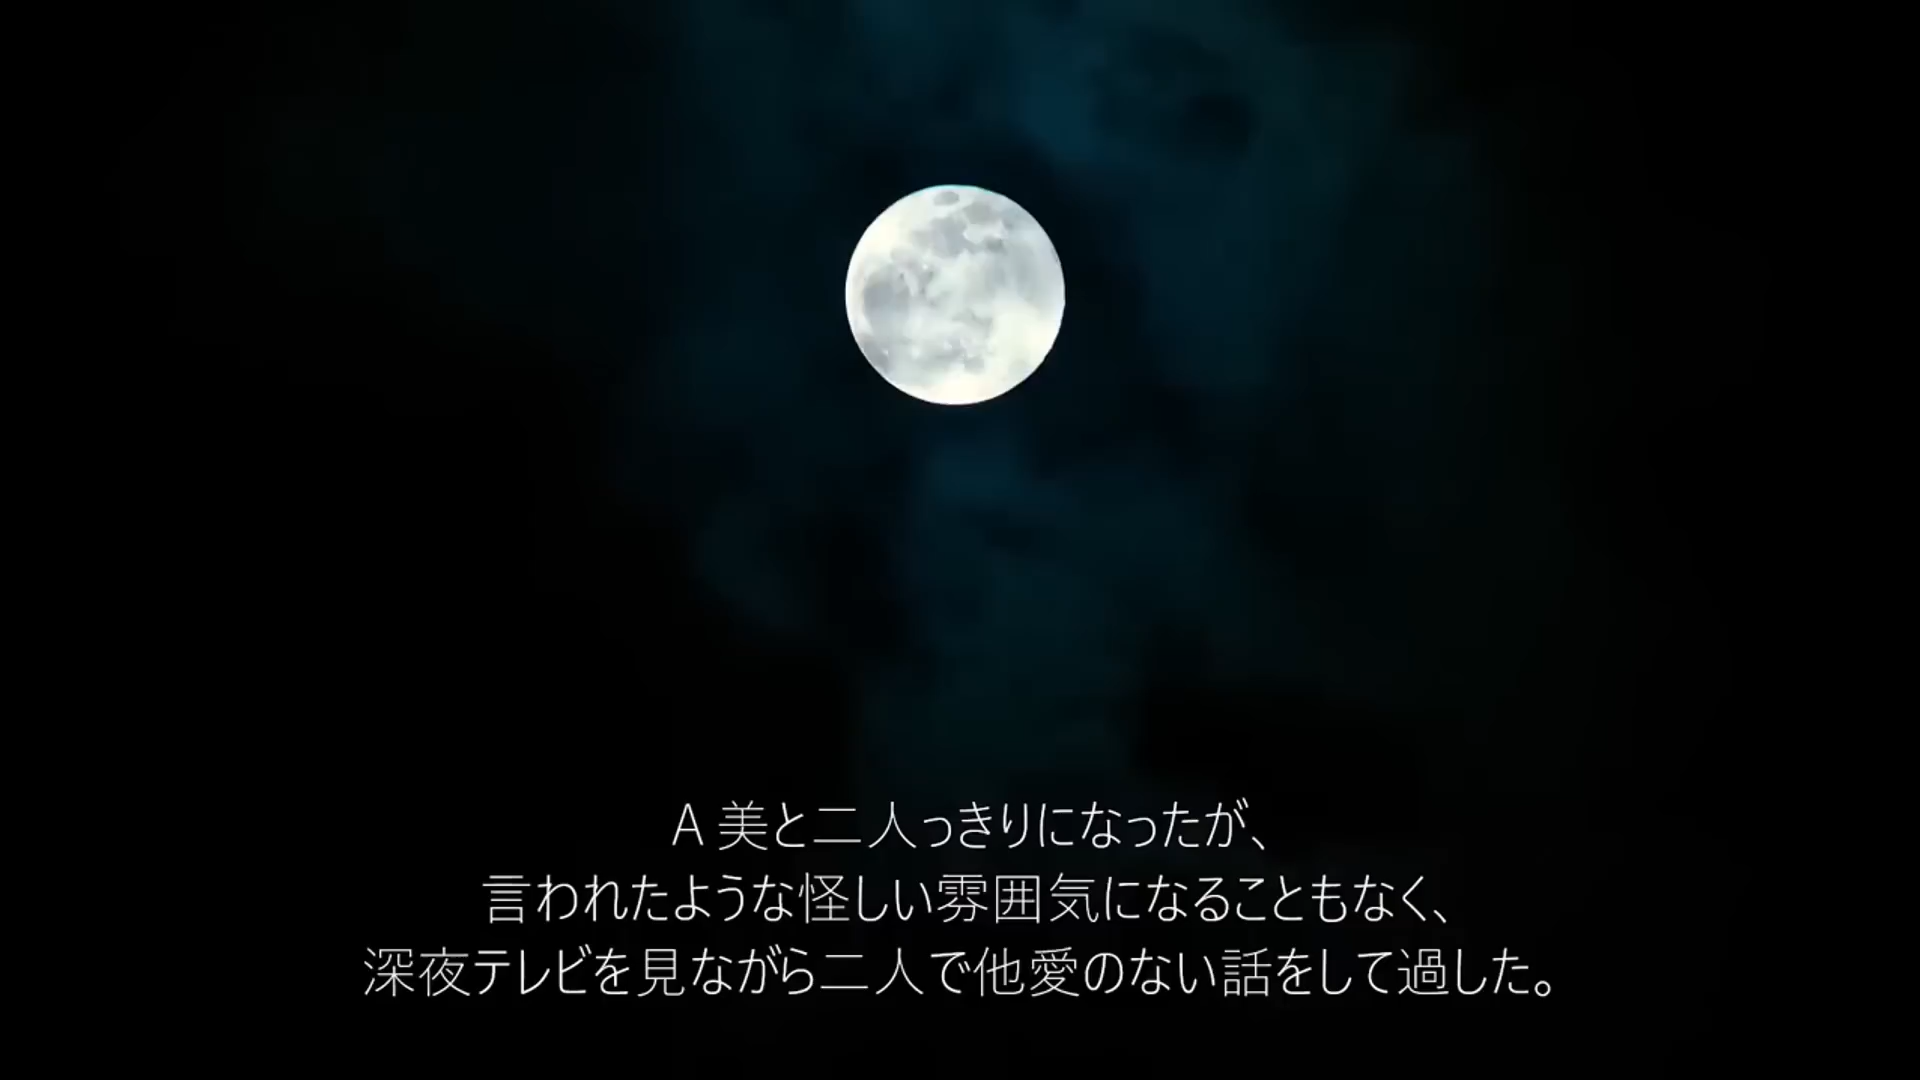 A美と二人っきりになったが、
言われたような怪しい雰囲気になることもなく、
深夜テレビを見ながら二人で他愛のない話をして過した。